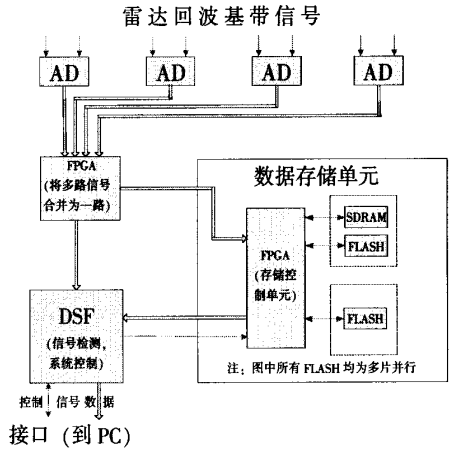 雷达回波基带信号
AD AD AD AD
FPGA
(将多路信号
合并为一路)
数据存储单元
SDRAM
FLASH
FPGA
(存储控
制单元)
FLASH
DSF
(信号检测,
系统控制)
注:图中所有 FLASH 均为多片并行
控制 信号 数据
接口 (到 PC)